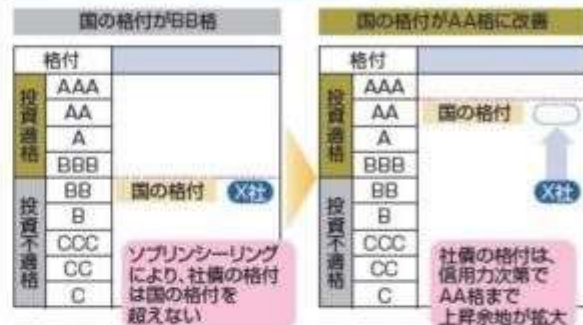 国の格付がBB格
格付
投資適格
AAA
AA
A
BBB
投資不適格
BB
B
CCC
CC
C
国の格付
X社
ソブリンシーリング
により、社債の格付
は国の格付を
超えない
国の格付がAA格に改善
格付
投資適格
AAA
AA
A
BBB
投資不適格
BB
B
CCC
CC
C
国の格付
X社
社債の格付は、
信用力次第で
AA格まで
上昇余地が拡大